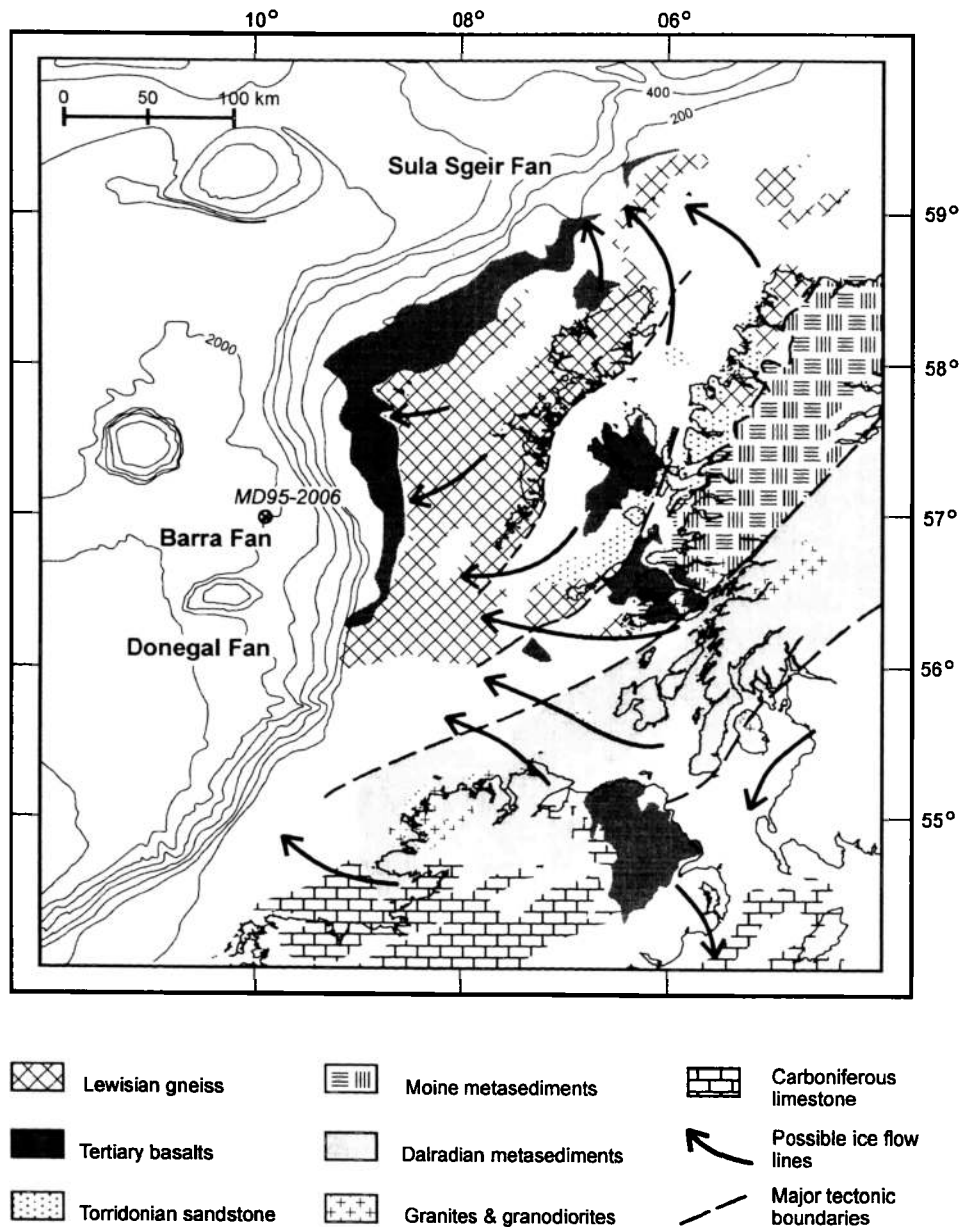 10° 08° 06°
0 50 100 km
400
200
Sula Sgeir Fan
59°
2000
58°
MD95-2006
57°
Barra Fan
Donegal Fan
56°
55°
Lewisian gneiss
Moine metasediments
Carboniferous
limestone
Tertiary basalts
Dalradian metasediments
Possible ice flow
lines
Torridonian sandstone
Granites & granodiorites
Major tectonic
boundaries